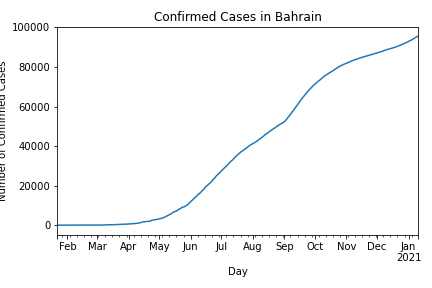 Confirmed Cases in Bahrain
Number of Confirmed Cases
100000
80000
60000
40000
20000
0
Feb Mar Apr May Jun Jul Aug Sep Oct Nov Dec Jan
2021
Day